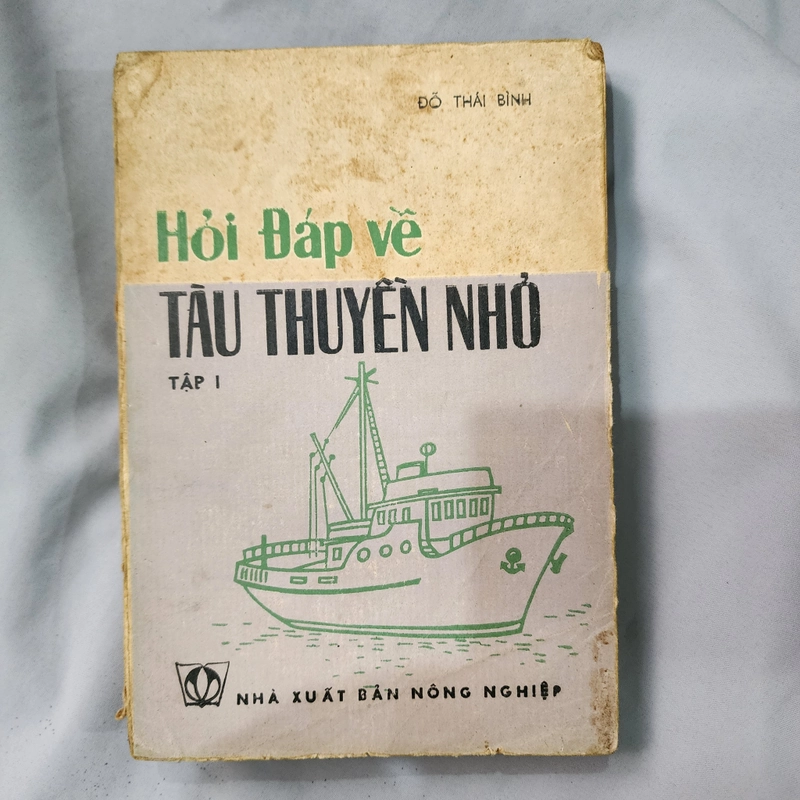 ĐỖ THÁI BÌNH
Hỏi Đáp về
TÀU THUYỀN NHỎ
TẬP I
NHÀ XUẤT BẢN NÔNG NGHIỆP